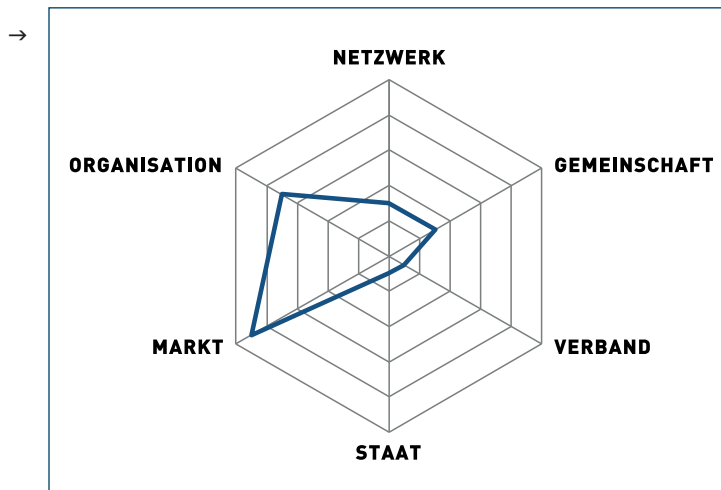 →
NETZWERK
ORGANISATION
GEMEINSCHAFT
MARKT
VERBAND
STAAT